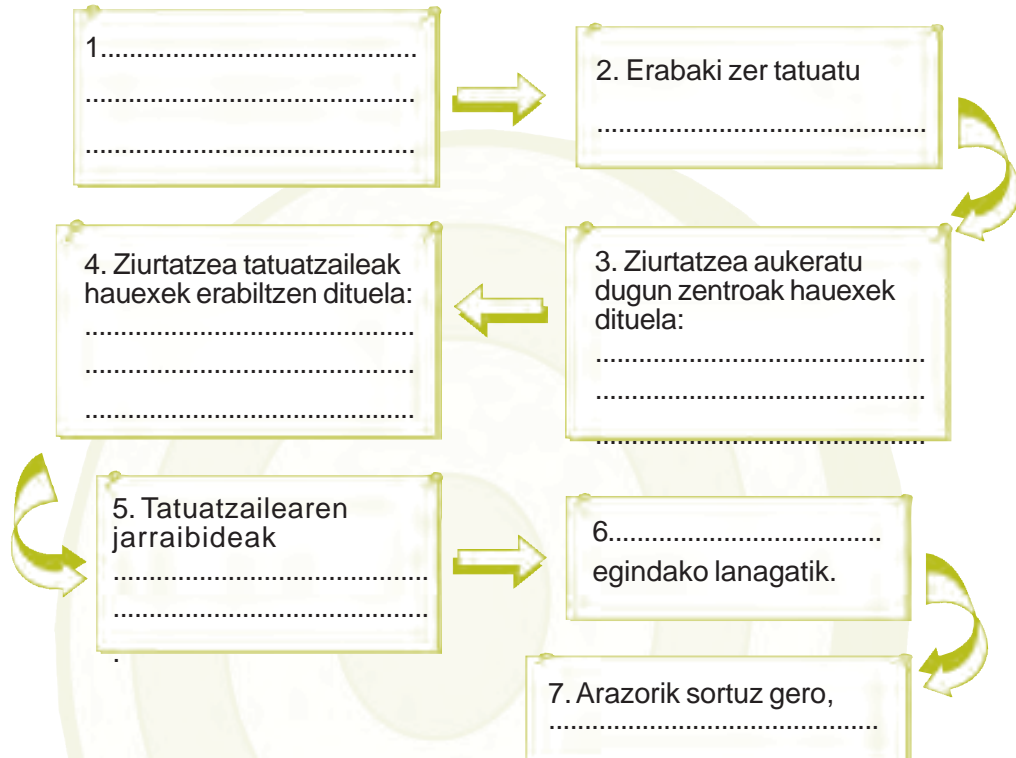 1............................................
..............................................
..............................................
2. Erabaki zer tatuatu
..............................................
3. Ziurtatzea aukeratu
dugun zentroak hauexek
dituela:
..............................................
..............................................
..............................................
4. Ziurtatzea tatuatzaileak
hauexek erabiltzen dituela:
..............................................
..............................................
..............................................
5. Tatuatzailearen
jarraibideak
............................................
............................................
.
6......................................
egindako lanagatik.
7. Arazorik sortuz gero,
..............................................